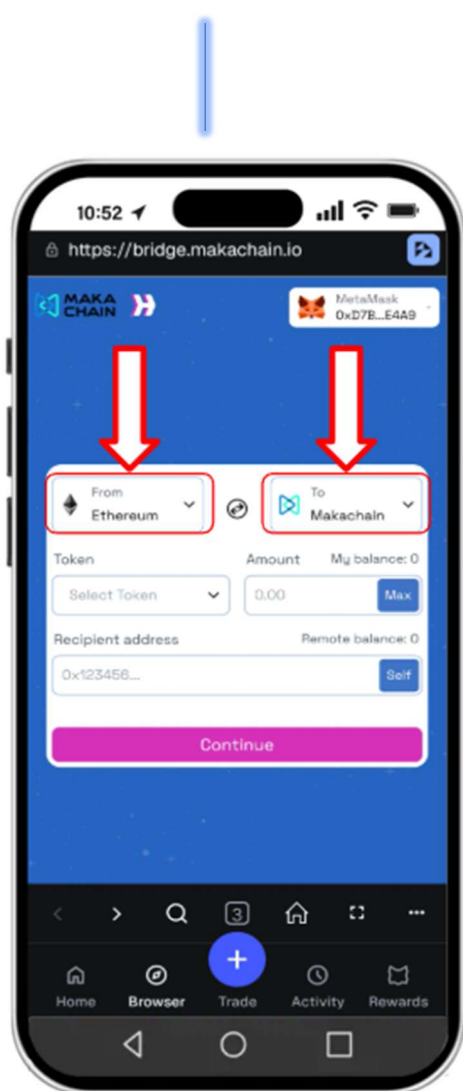 10:52
https://bridge.makachain.io
MAKA
CHAIN
MetaMask
0xD7B...E4A9
From
Ethereum
To
Makachain
Token
Amount
My balance: 0
Select Token
0.00
Max
Recipient address
Remote balance: 0
0x123456...
Self
Continue
3
Home
Browser
Trade
Activity
Rewards